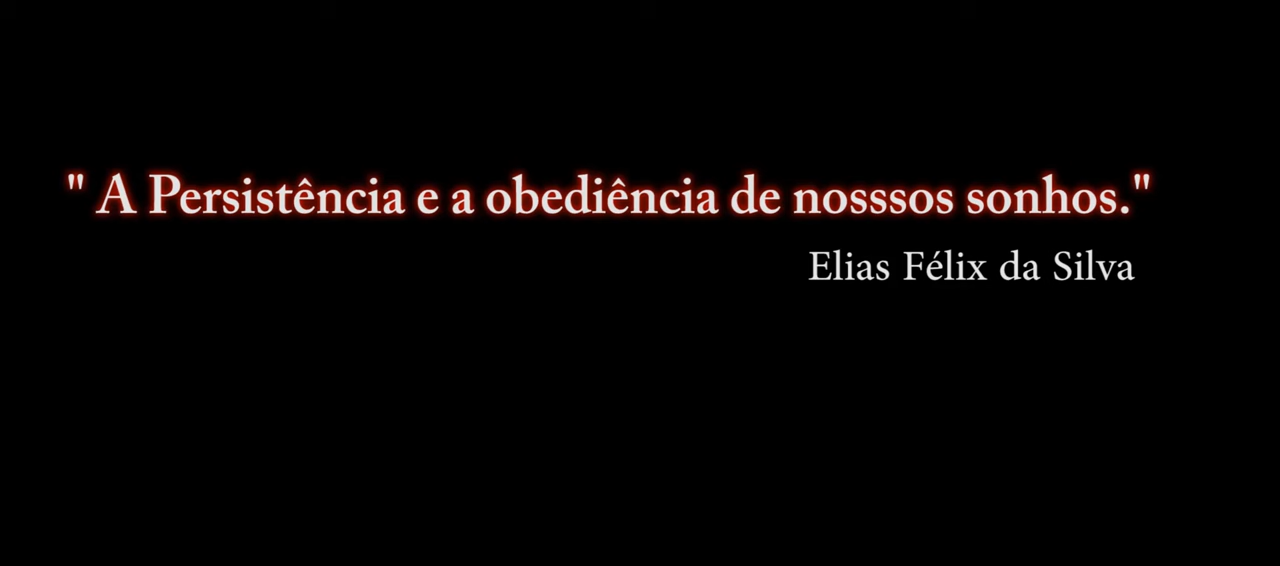 " A Persistência e a obediência de nosssos sonhos."
Elias Félix da Silva